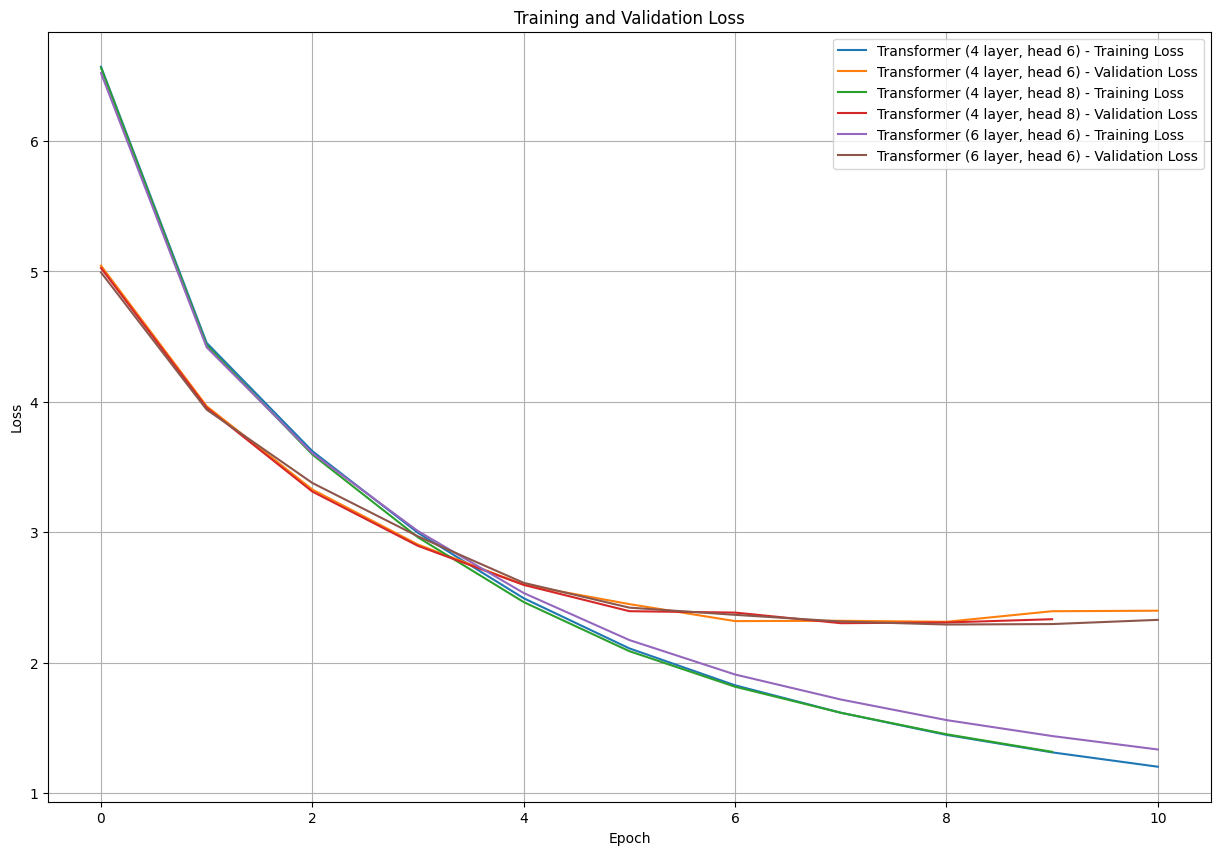 Training and Validation Loss
Transformer (4 layer, head 6) - Training Loss
Transformer (4 layer, head 6) - Validation Loss
Transformer (4 layer, head 8) - Training Loss
Transformer (4 layer, head 8) - Validation Loss
Transformer (6 layer, head 6) - Training Loss
Transformer (6 layer, head 6) - Validation Loss
Loss
6
5
4
3
2
1
0 2 4 6 8 10
Epoch